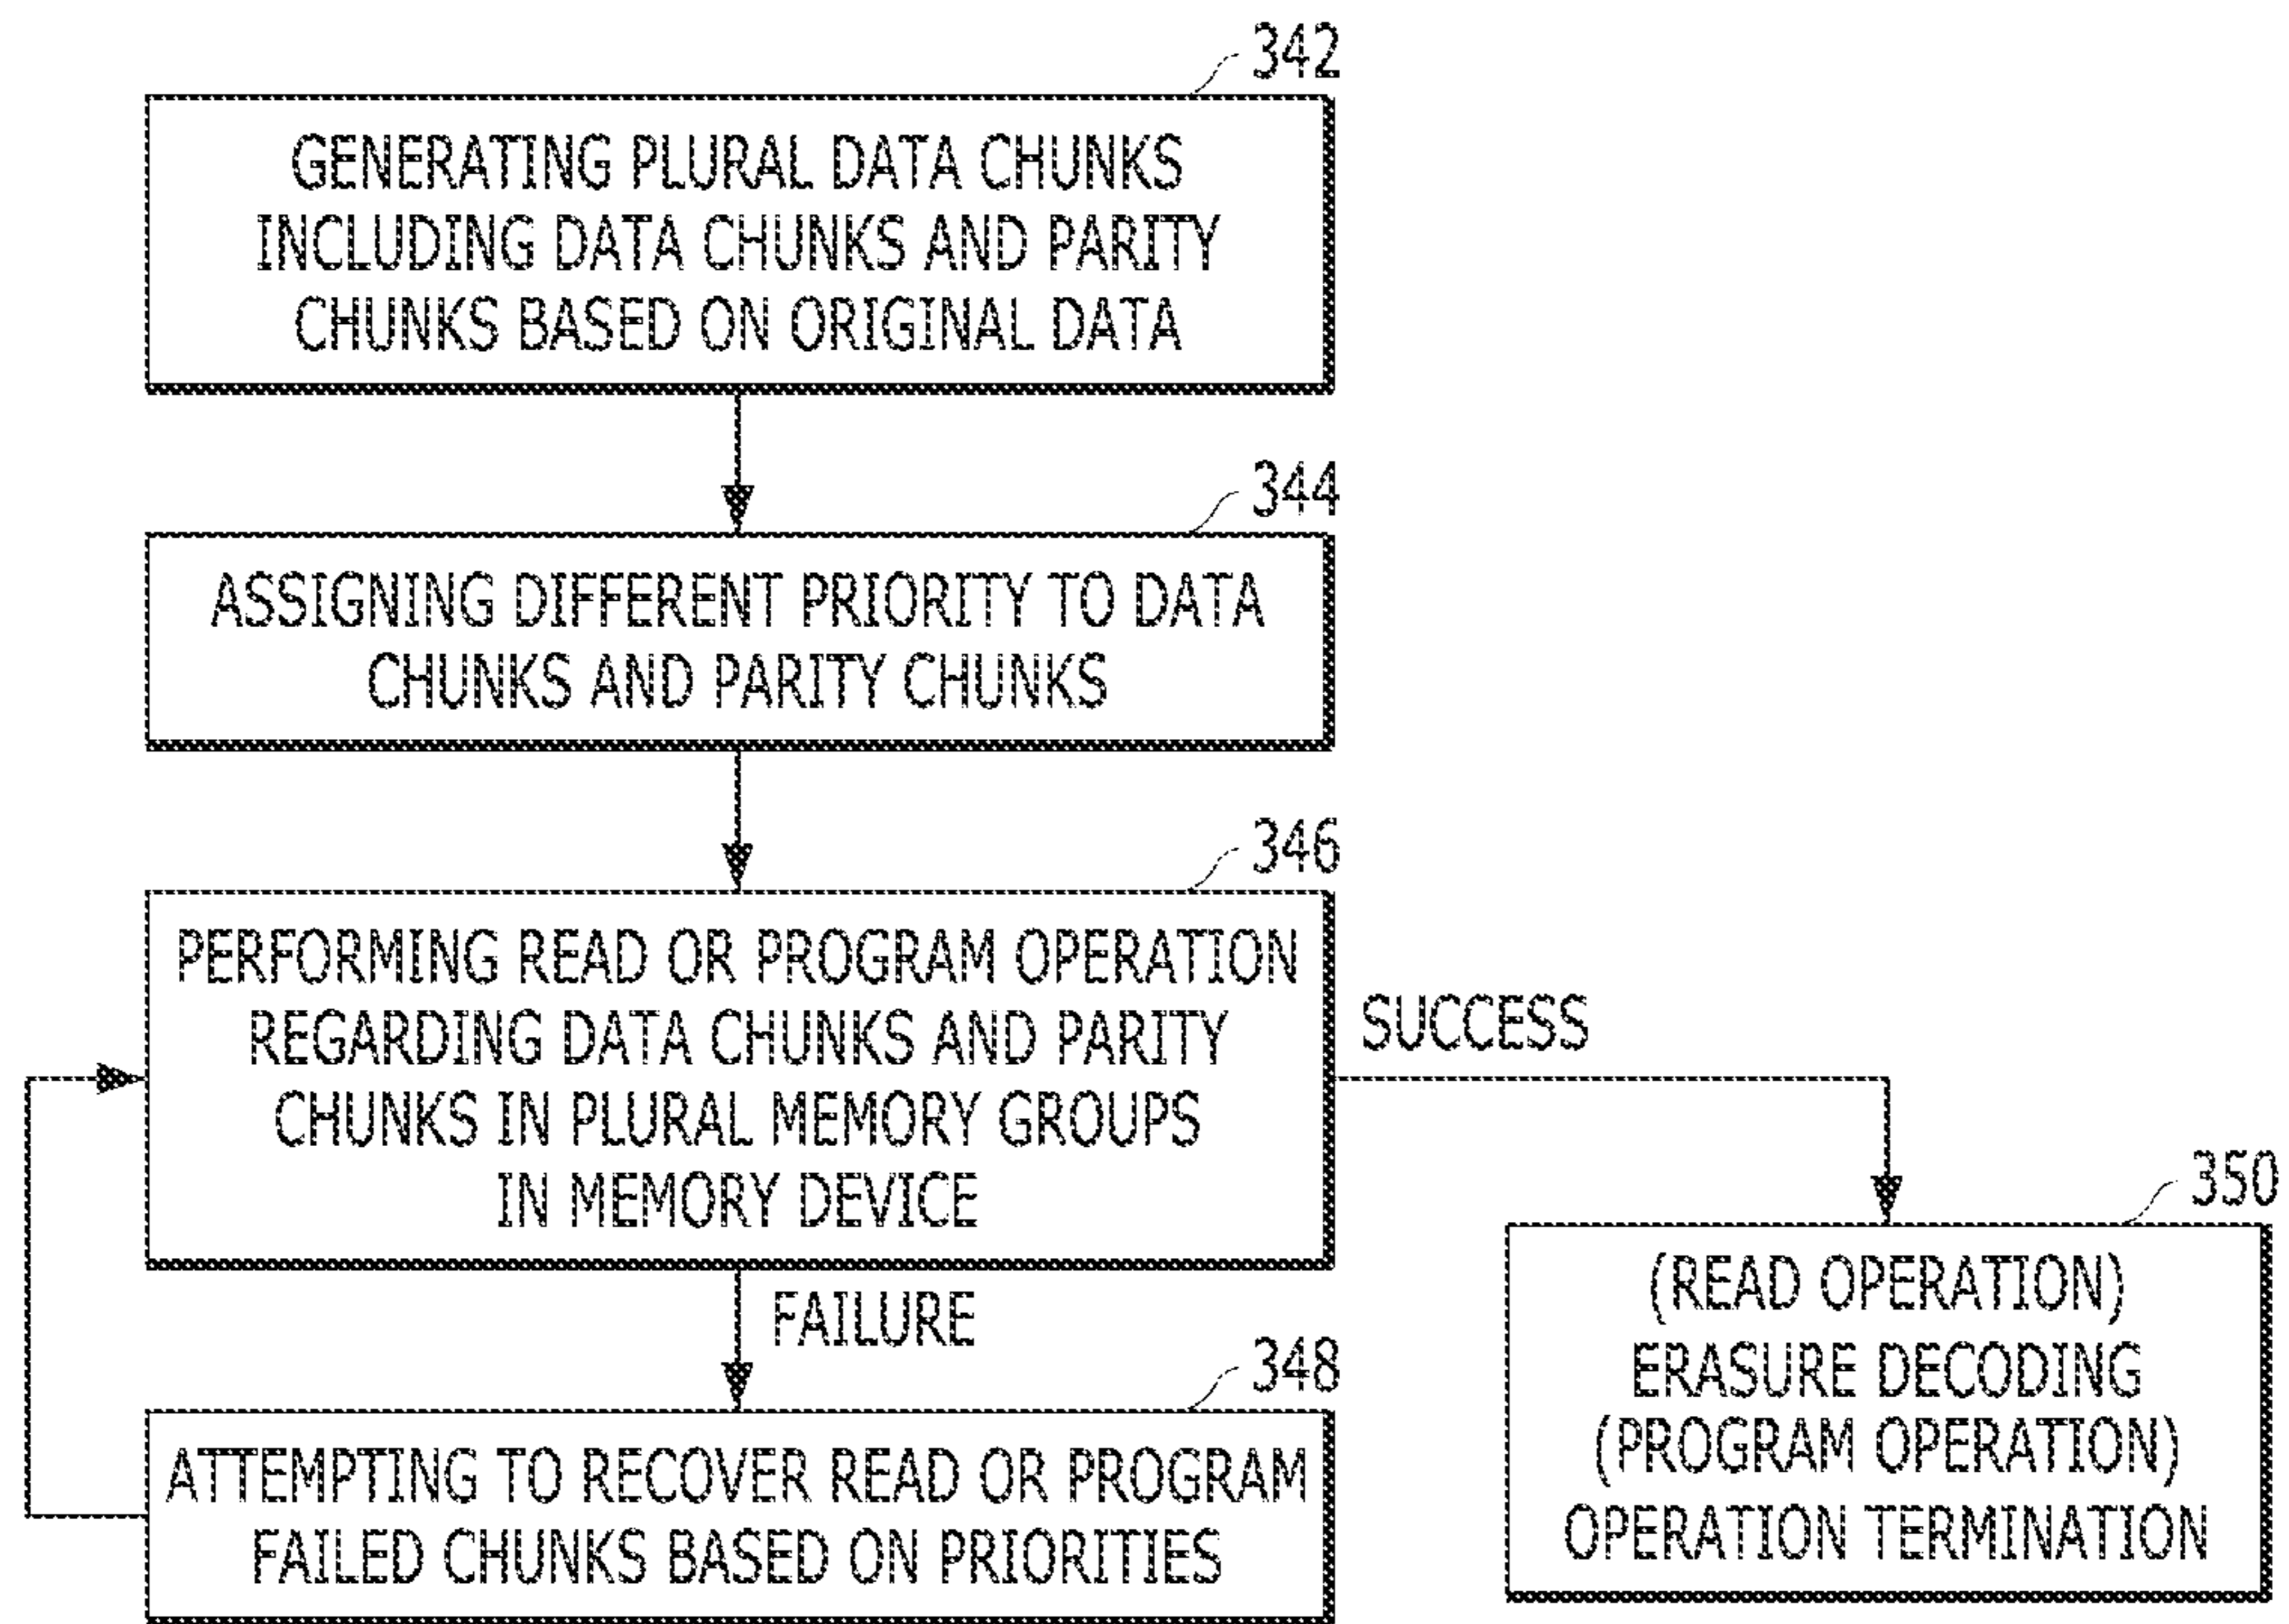 342
GENERATING PLURAL DATA CHUNKS
INCLUDING DATA CHUNKS AND PARITY
CHUNKS BASED ON ORIGINAL DATA
344
ASSIGNING DIFFERENT PRIORITY TO DATA
CHUNKS AND PARITY CHUNKS
346
PERFORMING READ OR PROGRAM OPERATION
REGARDING DATA CHUNKS AND PARITY
CHUNKS IN PLURAL MEMORY GROUPS
IN MEMORY DEVICE
SUCCESS
FAILURE
348
ATTEMPTING TO RECOVER READ OR PROGRAM
FAILED CHUNKS BASED ON PRIORITIES
350
(READ OPERATION)
ERASURE DECODING
(PROGRAM OPERATION)
OPERATION TERMINATION